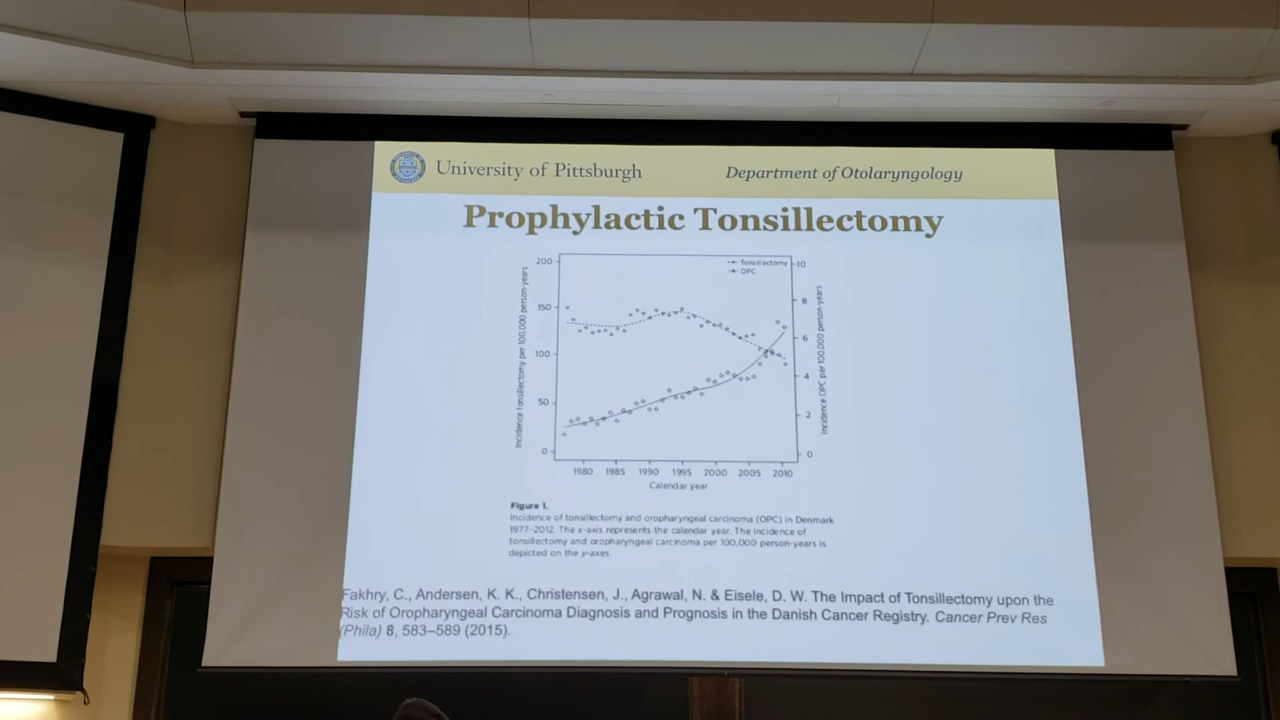 University of Pittsburgh
Department of Otolaryngology
Prophylactic Tonsillectomy
Incidence tonsillectomy per 100,000 person-years
200
150
100
50
0
Tonsillectomy
OPC
10
8
6
4
2
0
Incidence OPC per 100,000 person-years
1980 1985 1990 1995 2000 2005 2010
Calendar year
Figure 1.
Incidence of tonsillectomy and oropharyngeal carcinoma (OPC) in Denmark
1977–2012. The x-axis represents the calendar year. The incidence of
tonsillectomy and oropharyngeal carcinoma per 100,000 person-years is
depicted on the y-axes.
Fakhry, C., Andersen, K. K., Christensen, J., Agrawal, N. & Eisele, D. W. The Impact of Tonsillectomy upon the
Risk of Oropharyngeal Carcinoma Diagnosis and Prognosis in the Danish Cancer Registry. Cancer Prev Res
(Phila) 8, 583–589 (2015).